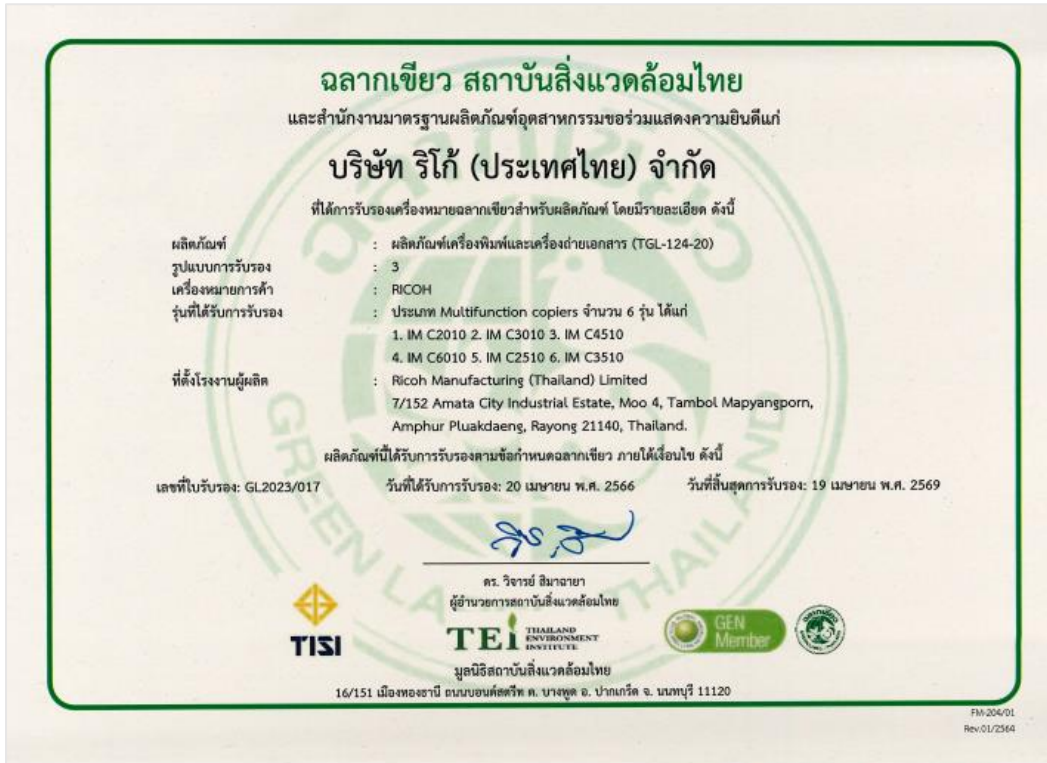 ฉลากเขียว สถาบันสิ่งแวดล้อมไทย
และสำนักงานมาตรฐานผลิตภัณฑ์อุตสาหกรรมขอร่วมแสดงความยินดีแก่
บริษัท ริโก้ (ประเทศไทย) จำกัด
ที่ได้การรับรองเครื่องหมายฉลากเขียวสำหรับผลิตภัณฑ์ โดยมีรายละเอียด ดังนี้
ผลิตภัณฑ์ : ผลิตภัณฑ์เครื่องพิมพ์และเครื่องถ่ายเอกสาร (TGL-124-20)
รูปแบบการรับรอง : 3
เครื่องหมายการค้า : RICOH
รุ่นที่ได้รับการรับรอง : ประเภท Multifunction copiers จำนวน 6 รุ่น ได้แก่
1. IM C2010 2. IM C3010 3. IM C4510
4. IM C6010 5. IM C2510 6. IM C3510
ที่ตั้งโรงงานผู้ผลิต : Ricoh Manufacturing (Thailand) Limited
7/152 Amata City Industrial Estate, Moo 4, Tambol Mapyangporn,
Amphur Pluakdaeng, Rayong 21140, Thailand.
ผลิตภัณฑ์นี้ได้รับการรับรองตามข้อกำหนดฉลากเขียว ภายใต้เงื่อนไข ดังนี้
เลขที่ใบรับรอง: GL2023/017 วันที่ได้รับการรับรอง: 20 เมษายน พ.ศ. 2566 วันที่สิ้นสุดการรับรอง: 19 เมษายน พ.ศ. 2569
ดร. วิจารย์ สิมาฉายา
ผู้อำนวยการสถาบันสิ่งแวดล้อมไทย
TISI
TEi THAILAND ENVIRONMENT INSTITUTE
GEN Member
ฉลากเขียว
มูลนิธิสถาบันสิ่งแวดล้อมไทย
16/151 เมืองทองธานี ถนนบอนด์สตรีท ต. บางพูด อ. ปากเกร็ด จ. นนทบุรี 11120
FM-204/01
Rev.01/2564
ฉลากเขียว
GREEN LABEL THAILAND